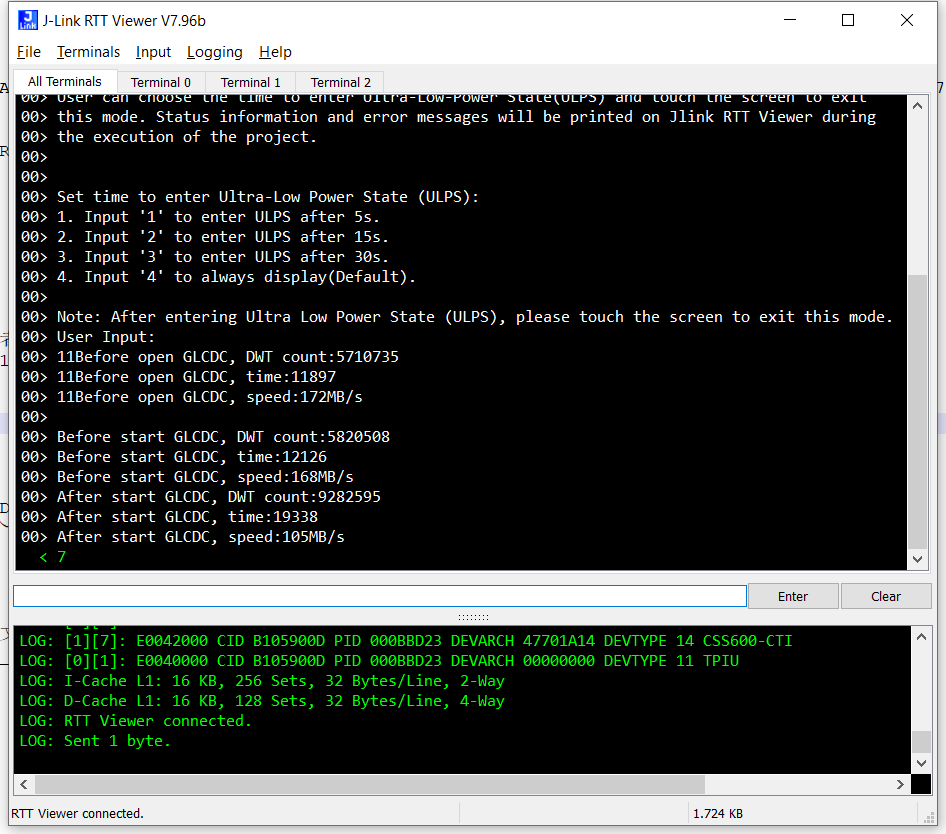 J-Link RTT Viewer V7.96b
File Terminals Input Logging Help
All Terminals Terminal 0 Terminal 1 Terminal 2
00> User can choose the time to enter Ultra-Low-Power State(ULPS) and touch the screen to exit
00> this mode. Status information and error messages will be printed on Jlink RTT Viewer during
00> the execution of the project.
00>
00>
00> Set time to enter Ultra-Low Power State (ULPS):
00> 1. Input '1' to enter ULPS after 5s.
00> 2. Input '2' to enter ULPS after 15s.
00> 3. Input '3' to enter ULPS after 30s.
00> 4. Input '4' to always display(Default).
00>
00> Note: After entering Ultra Low Power State (ULPS), please touch the screen to exit this mode.
00> User Input:
00> 11Before open GLCDC, DWT count:5710735
00> 11Before open GLCDC, time:11897
00> 11Before open GLCDC, speed:172MB/s
00>
00> Before start GLCDC, DWT count:5820508
00> Before start GLCDC, time:12126
00> Before start GLCDC, speed:168MB/s
00> After start GLCDC, DWT count:9282595
00> After start GLCDC, time:19338
00> After start GLCDC, speed:105MB/s
< 7
Enter Clear
LOG: [1][7]: E0042000 CID B105900D PID 000BBD23 DEVARCH 47701A14 DEVTYPE 14 CSS600-CTI
LOG: [0][1]: E0040000 CID B105900D PID 000BBD23 DEVARCH 00000000 DEVTYPE 11 TPIU
LOG: I-Cache L1: 16 KB, 256 Sets, 32 Bytes/Line, 2-Way
LOG: D-Cache L1: 16 KB, 128 Sets, 32 Bytes/Line, 4-Way
LOG: RTT Viewer connected.
LOG: Sent 1 byte.
RTT Viewer connected. 1.724 KB